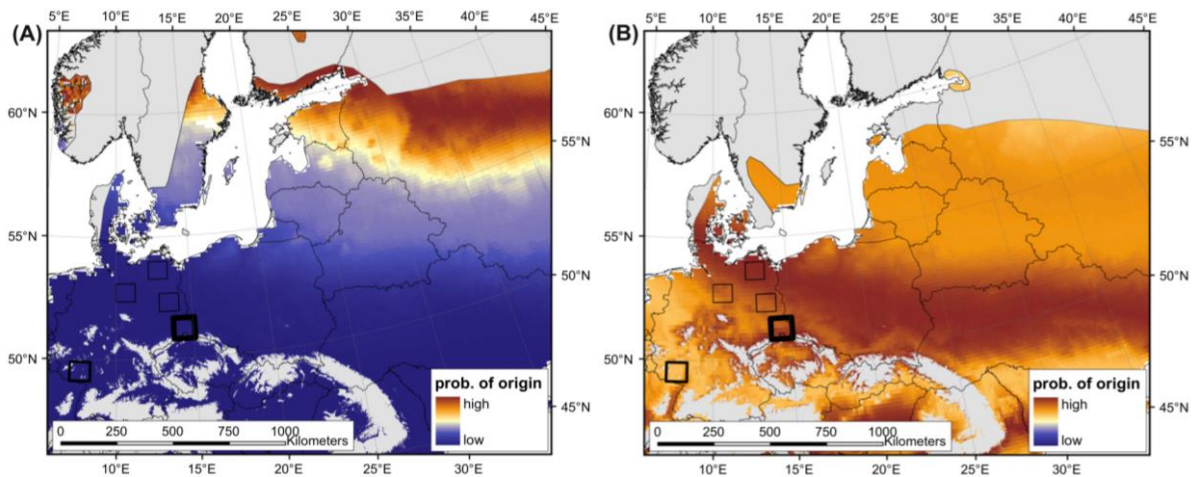 5°E 10°E 15°E 20°E 25°E 30°E 35°E 40°E 45°E
(A)
60°N
55°N
55°N
50°N
50°N
45°N
prob. of origin
high
low
0 250 500 750 1000
Kilometers
10°E 15°E 20°E 25°E 30°E
5°E 10°E 15°E 20°E 25°E 30°E 35°E 40°E 45°E
(B)
60°N
55°N
55°N
50°N
50°N
45°N
prob. of origin
high
low
0 250 500 750 1000
Kilometers
10°E 15°E 20°E 25°E 30°E